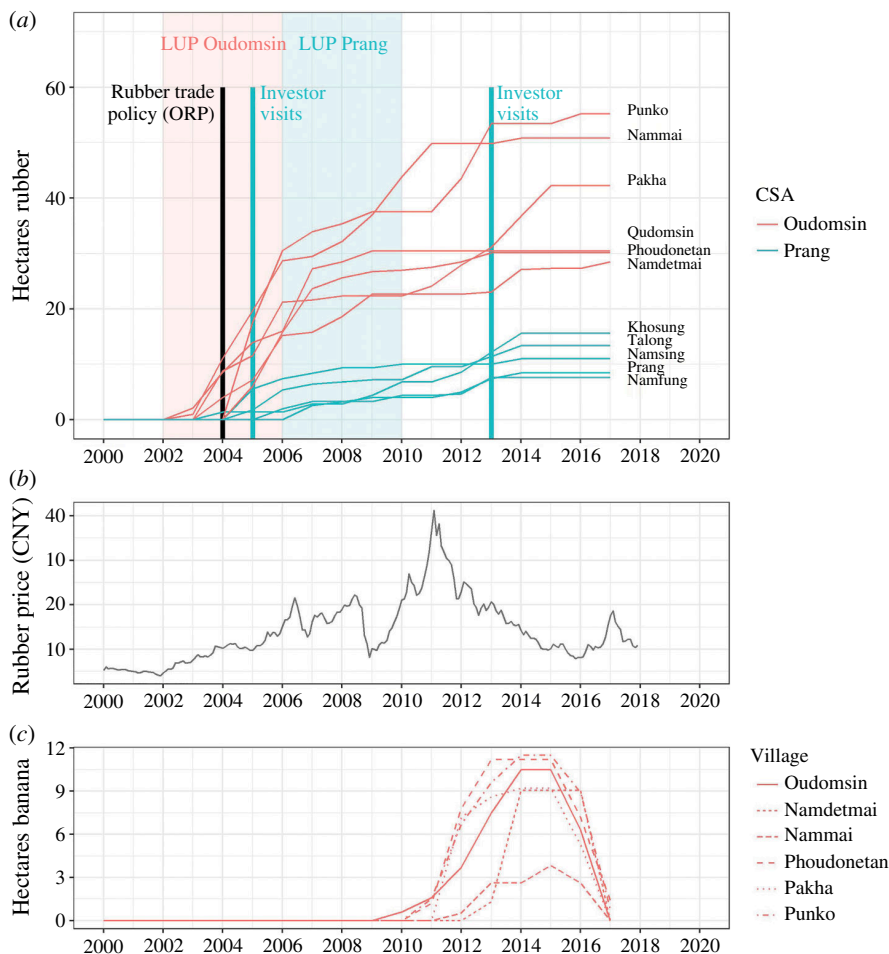 (a)
LUP Oudomsin LUP Prang
60
Rubber trade
policy (ORP)
Investor
visits
Investor
visits
Punko
Nammai
Pakha
Qudomsin
Phoudonetan
Namdetmai
Khosung
Talong
Namsing
Prang
Namfung
40
20
0
Hectares rubber
CSA
Oudomsin
Prang
2000 2002 2004 2006 2008 2010 2012 2014 2016 2018 2020
(b)
40
10
20
10
Rubber price (CNY)
2000 2002 2004 2006 2008 2010 2012 2014 2016 2018 2020
(c)
12
9
6
3
0
Hectares banana
Village
Oudomsin
Namdetmai
Nammai
Phoudonetan
Pakha
Punko
2000 2002 2004 2006 2008 2010 2012 2014 2016 2018 2020